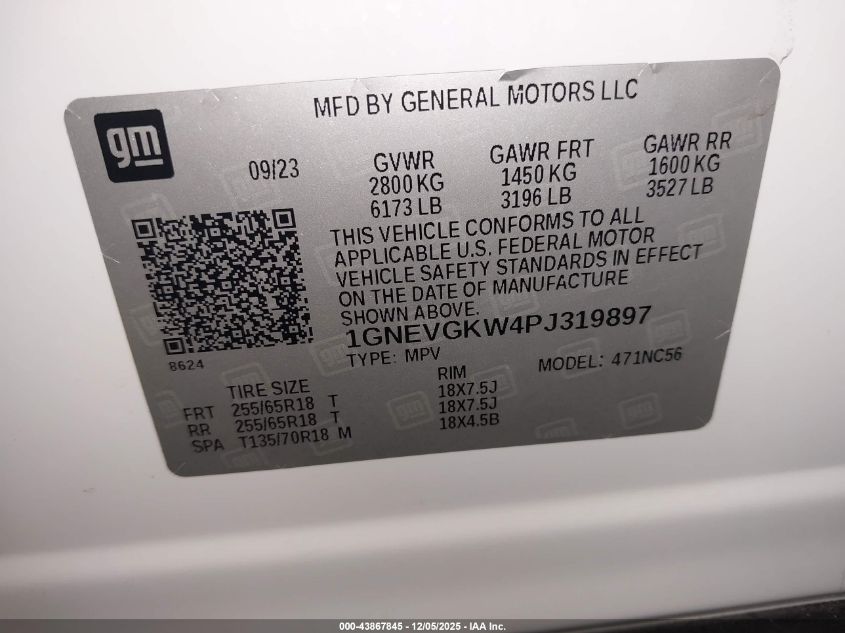 MFD BY GENERAL MOTORS LLC
gm
09/23
GVWR GAWR FRT GAWR RR
2800 KG 1450 KG 1600 KG
6173 LB 3196 LB 3527 LB
THIS VEHICLE CONFORMS TO ALL
APPLICABLE U.S. FEDERAL MOTOR
VEHICLE SAFETY STANDARDS IN EFFECT
ON THE DATE OF MANUFACTURE
SHOWN ABOVE.
1GNEVGKW4PJ319897
8624
TYPE: MPV MODEL: 471NC56
TIRE SIZE RIM
FRT 255/65R18 T 18X7.5J
RR 255/65R18 T 18X7.5J
SPA T135/70R18 M 18X4.5B
000-43867845 - 12/05/2025 - IAA Inc.